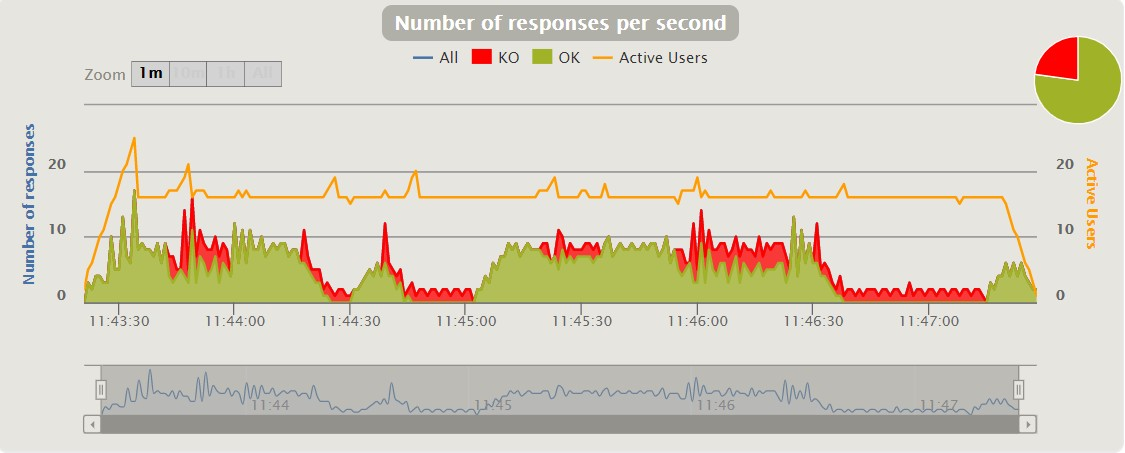 Number of responses per second
All KO OK Active Users
Zoom 1m 10m 1h All
Number of responses
Active Users
20 20
10 10
0 0
11:43:30 11:44:00 11:44:30 11:45:00 11:45:30 11:46:00 11:46:30 11:47:00
11:44 11:45 11:46 11:47